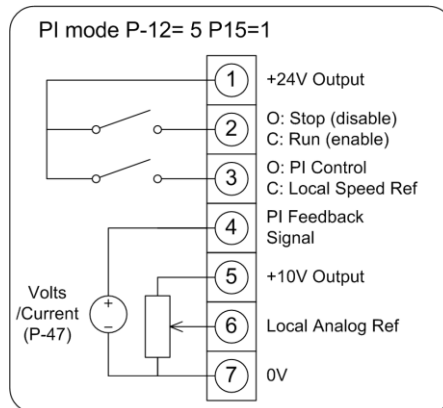 PI mode P-12= 5 P15=1
1 +24V Output
2 O: Stop (disable)
C: Run (enable)
3 O: PI Control
C: Local Speed Ref
4 PI Feedback
Signal
5 +10V Output
Volts
/Current
(P-47)
+
−
6 Local Analog Ref
7 0V